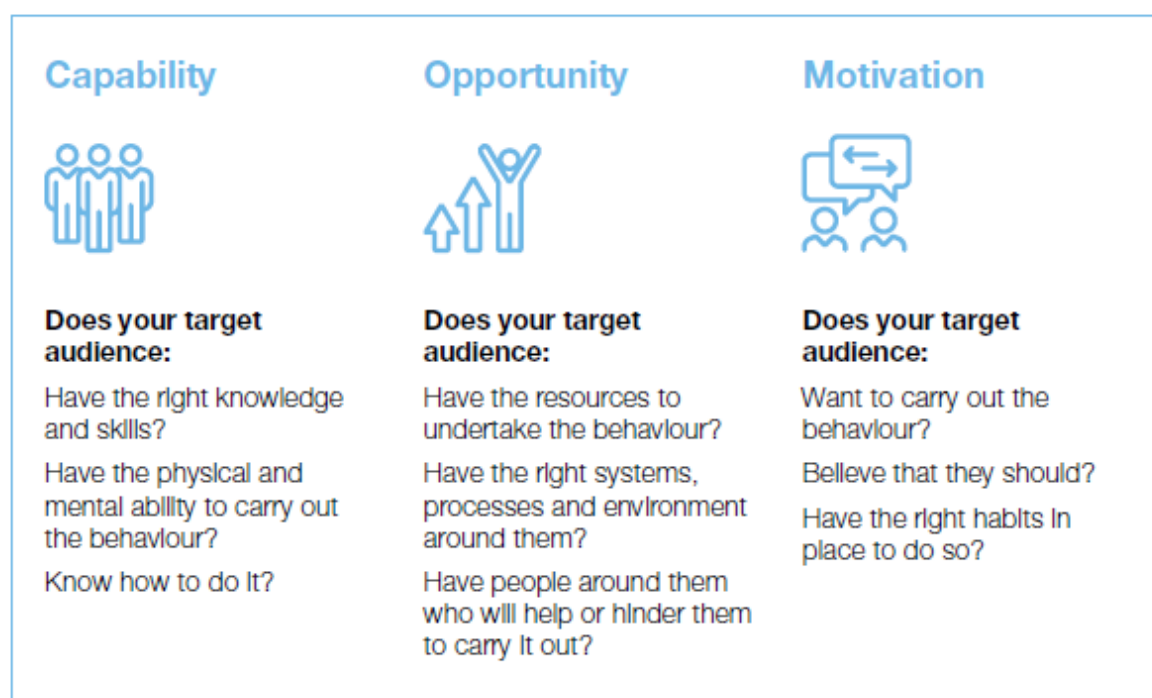 Capability
Does your target
audience:
Have the right knowledge
and skills?
Have the physical and
mental ability to carry out
the behaviour?
Know how to do it?
Opportunity
Does your target
audience:
Have the resources to
undertake the behaviour?
Have the right systems,
processes and environment
around them?
Have people around them
who will help or hinder them
to carry it out?
Motivation
Does your target
audience:
Want to carry out the
behaviour?
Believe that they should?
Have the right habits in
place to do so?